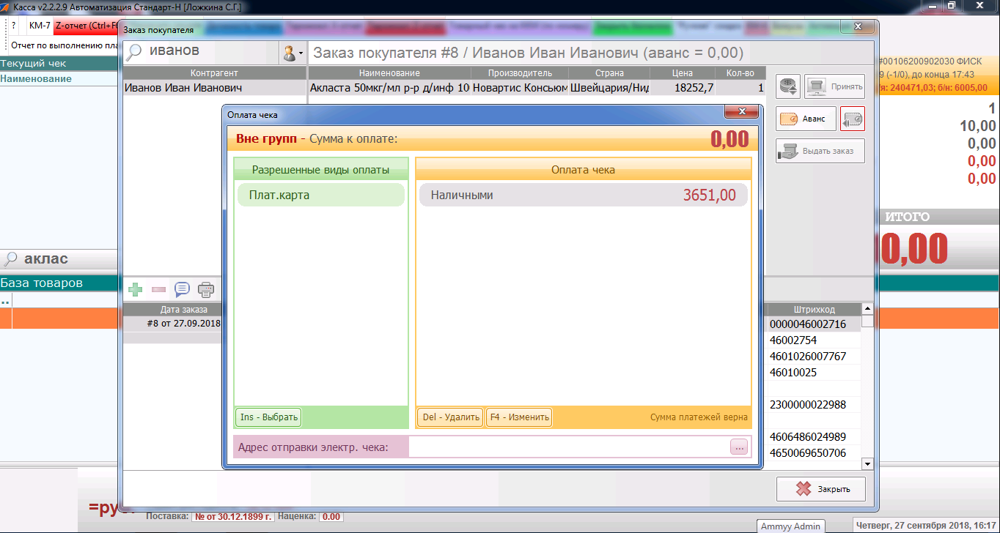 Касса v2.2.2.9 Автоматизация Стандарт-Н [Ложкина С.Г.]
? КМ-7 Z-отчет (Ctrl+F6
Заказ покупателя
Отчет по выполнению пла
иванов Заказ покупателя #8 / Иванов Иван Иванович (аванс = 0,00)
Текущий чек
#00106200902030 ФИСК
Контрагент Наименование Производитель Страна Цена Кол-во
9 (-1/0), до конца 17:43
Наименование
Иванов Иван Иванович Акласта 50мкг/мл р-р д/инф 10 Новартис Консьюм Швейцария/Нид 18252,7 1
Принять
/я: 240471,03; б/н: 6005,00
1
Оплата чека
Аванс
10,00
Вне групп - Сумма к оплате: 0,00
0,00
Выдать заказ
0,00
Разрешенные виды оплаты Оплата чека
0,00
Плат.карта Наличными 3651,00
ИТОГО
0,00
аклас
База товаров
..
Дата заказа Штрихкод
#8 от 27.09.2018 0000046002716
46002754
4601026007767
46010025
2300000022988
Ins - Выбрать Del - Удалить F4 - Изменить Сумма платежей верна
4606486024989
Адрес отправки электр. чека: ...
4650069650706
Закрыть
=ру
Поставка: № от 30.12.1899 г. Наценка: 0.00
Ammyy Admin Четверг, 27 сентября 2018, 16:17